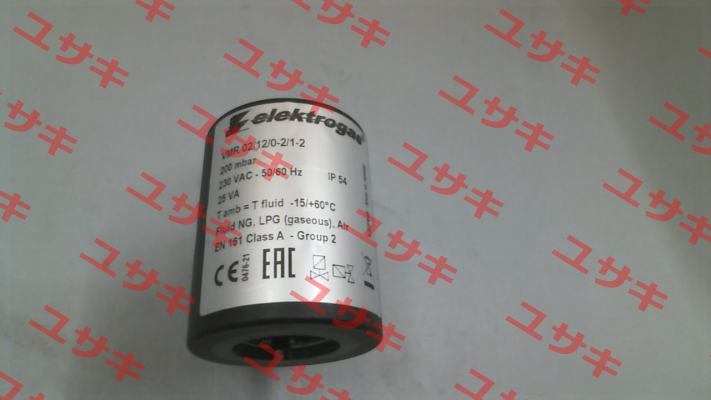 elektrogas
VMR 02.12/0-2/1-2
200 mbar
230 VAC - 50/60 Hz IP 54
25 VA
T amb = T fluid -15/+60°C
Fluid NG, LPG (gaseous), Air
EN 161 Class A - Group 2
CE 0476-21 EAC
ユサキ